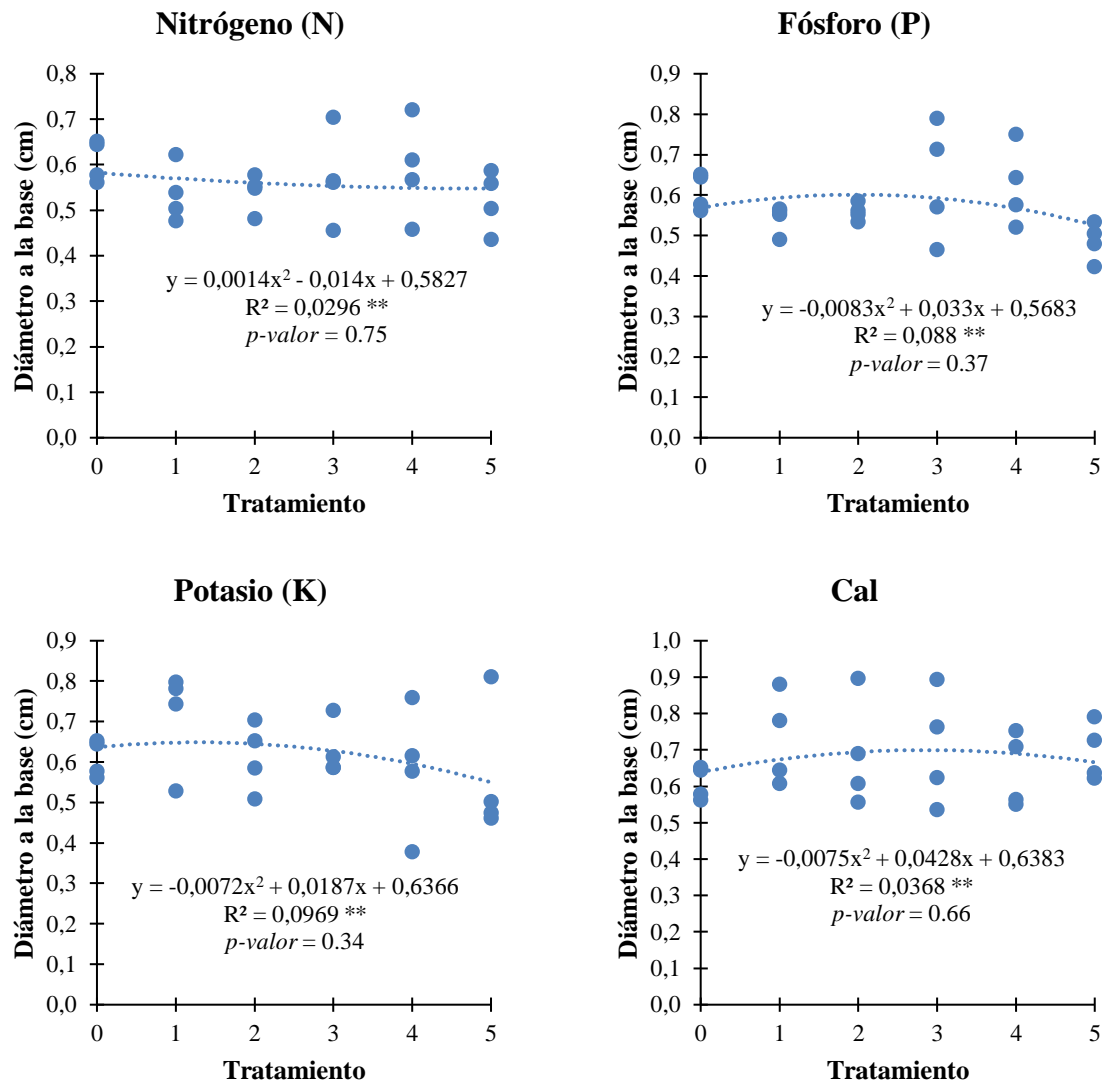 Nitrógeno (N)
Diámetro a la base (cm)
0,8
0,7
0,6
0,5
0,4
0,3
0,2
0,1
0,0
y = 0,0014x² - 0,014x + 0,5827
R² = 0,0296 **
p-valor = 0.75
0 1 2 3 4 5
Tratamiento
Fósforo (P)
Diámetro a la base (cm)
0,9
0,8
0,7
0,6
0,5
0,4
0,3
0,2
0,1
0,0
y = -0,0083x² + 0,033x + 0,5683
R² = 0,088 **
p-valor = 0.37
0 1 2 3 4 5
Tratamiento
Potasio (K)
Diámetro a la base (cm)
0,9
0,8
0,7
0,6
0,5
0,4
0,3
0,2
0,1
0,0
y = -0,0072x² + 0,0187x + 0,6366
R² = 0,0969 **
p-valor = 0.34
0 1 2 3 4 5
Tratamiento
Cal
Diámetro a la base (cm)
1,0
0,9
0,8
0,7
0,6
0,5
0,4
0,3
0,2
0,1
0,0
y = -0,0075x² + 0,0428x + 0,6383
R² = 0,0368 **
p-valor = 0.66
0 1 2 3 4 5
Tratamiento